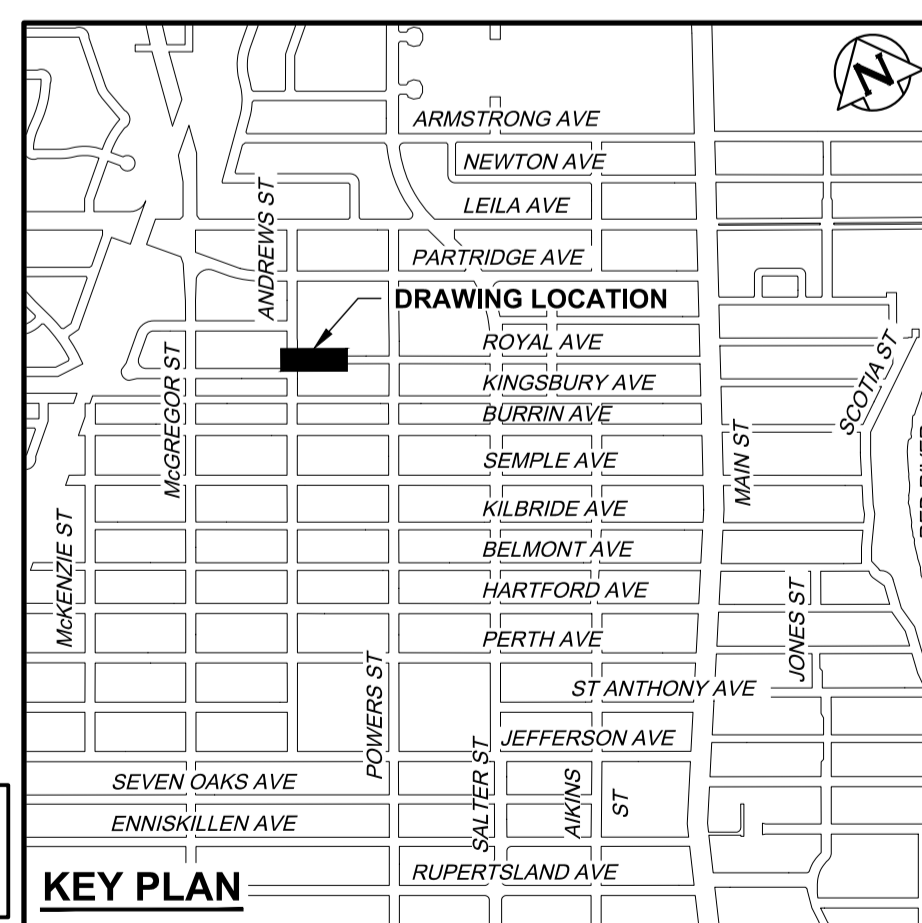 N
ARMSTRONG AVE
NEWTON AVE
LEILA AVE
ANDREWS ST
PARTRIDGE AVE
DRAWING LOCATION
ROYAL AVE
McGREGOR ST
KINGSBURY AVE
SCOTIA ST
BURRIN AVE
MAIN ST
SEMPLE AVE
KILBRIDE AVE
McKENZIE ST
BELMONT AVE
HARTFORD AVE
JONES ST
PERTH AVE
POWERS ST
ST ANTHONY AVE
JEFFERSON AVE
SALTER ST
AIKINS
ST
SEVEN OAKS AVE
ENNISKILLEN AVE
RUPERTSLAND AVE
KEY PLAN